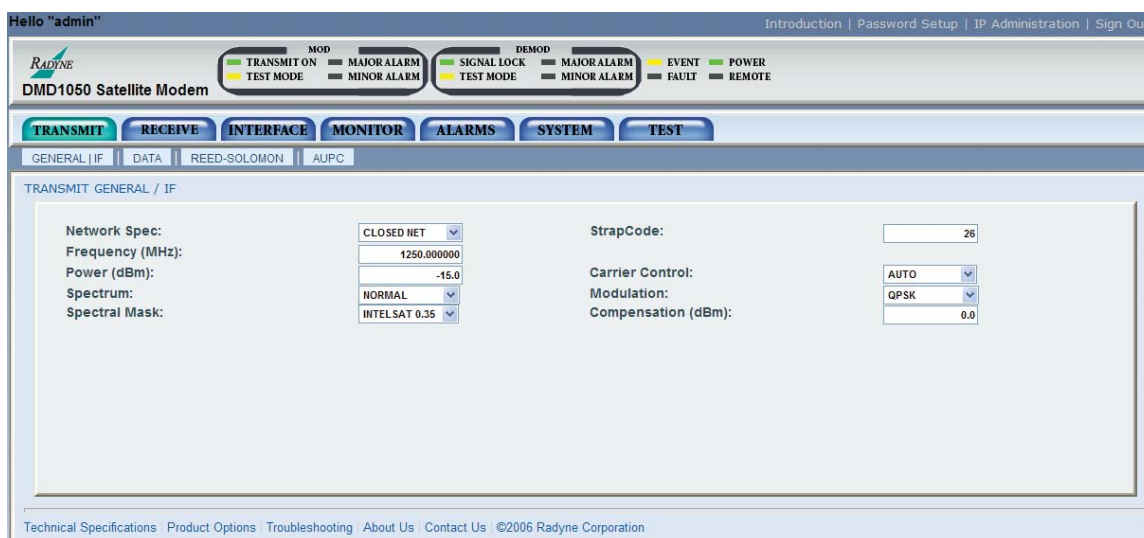 Hello "admin"
Introduction | Password Setup | IP Administration | Sign Ou
RADYNE
DMD1050 Satellite Modem
MOD
TRANSMIT ON MAJOR ALARM
TEST MODE MINOR ALARM
DEMOD
SIGNAL LOCK MAJOR ALARM
TEST MODE MINOR ALARM
EVENT POWER
FAULT REMOTE
TRANSMIT RECEIVE INTERFACE MONITOR ALARMS SYSTEM TEST
GENERAL | IF | DATA | REED-SOLOMON | AUPC
TRANSMIT GENERAL / IF
Network Spec: CLOSED NET StrapCode: 26
Frequency (MHz): 1250.000000
Power (dBm): -15.0 Carrier Control: AUTO
Spectrum: NORMAL Modulation: QPSK
Spectral Mask: INTELSAT 0.35 Compensation (dBm): 0.0
Technical Specifications | Product Options | Troubleshooting | About Us | Contact Us | ©2006 Radyne Corporation